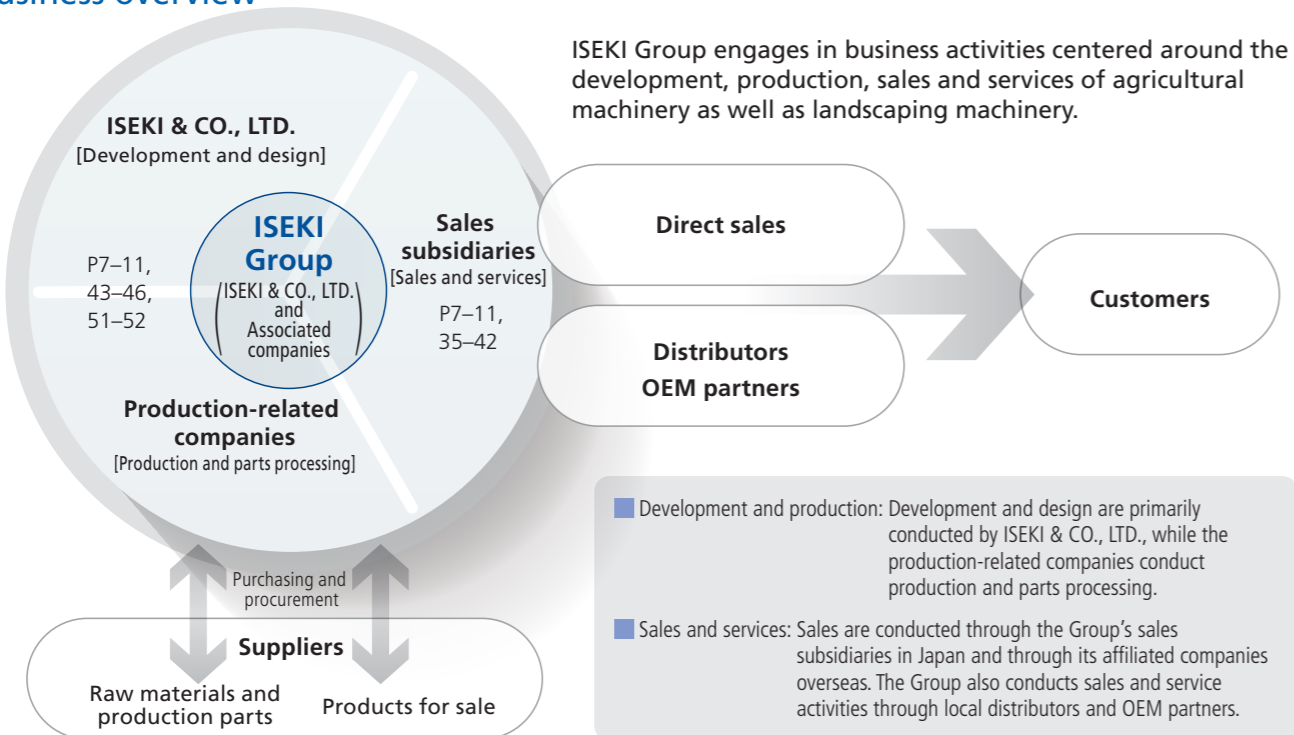 ISEKI Group engages in business activities centered around the
development, production, sales and services of agricultural
machinery as well as landscaping machinery.
ISEKI & CO., LTD.
[Development and design]
P7–11,
43–46,
51–52
ISEKI
Group
(ISEKI & CO., LTD.
and
Associated
companies)
Sales
subsidiaries
[Sales and services]
P7–11,
35–42
Production-related
companies
[Production and parts processing]
Direct sales
Distributors
OEM partners
Customers
Purchasing and
procurement
Suppliers
Raw materials and
production parts
Products for sale
Development and production: Development and design are primarily
conducted by ISEKI & CO., LTD., while the
production-related companies conduct
production and parts processing.
Sales and services: Sales are conducted through the Group's sales
subsidiaries in Japan and through its affiliated companies
overseas. The Group also conducts sales and service
activities through local distributors and OEM partners.